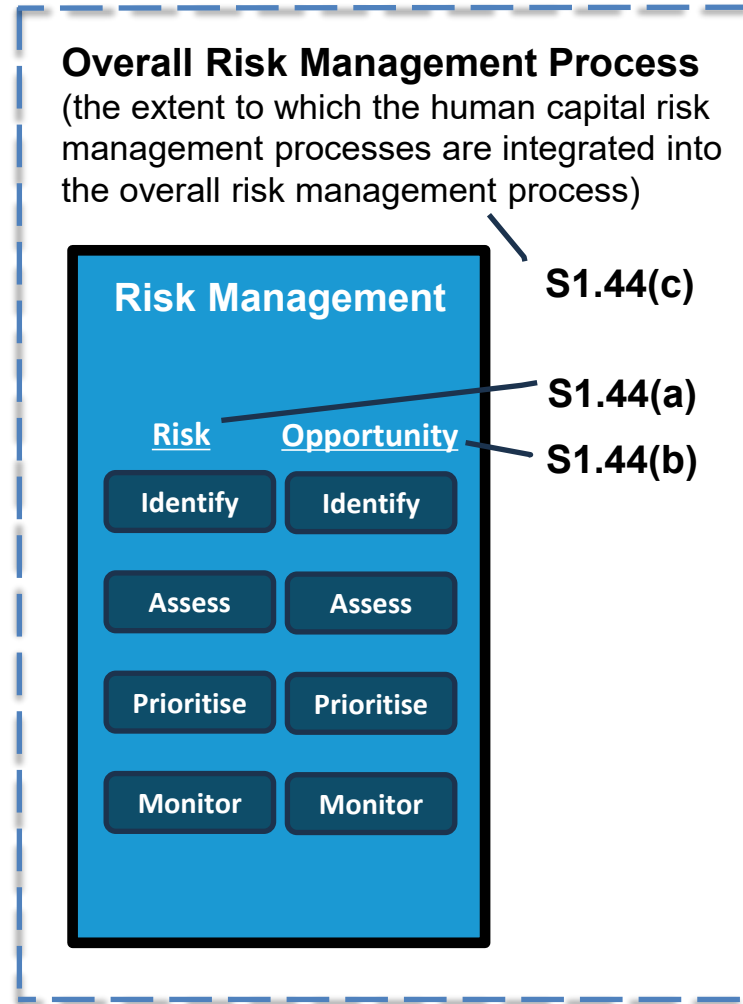 Overall Risk Management Process
(the extent to which the human capital risk
management processes are integrated into
the overall risk management process)
S1.44(c)
Risk Management
S1.44(a)
Risk Opportunity
S1.44(b)
Identify Identify
Assess Assess
Prioritise Prioritise
Monitor Monitor